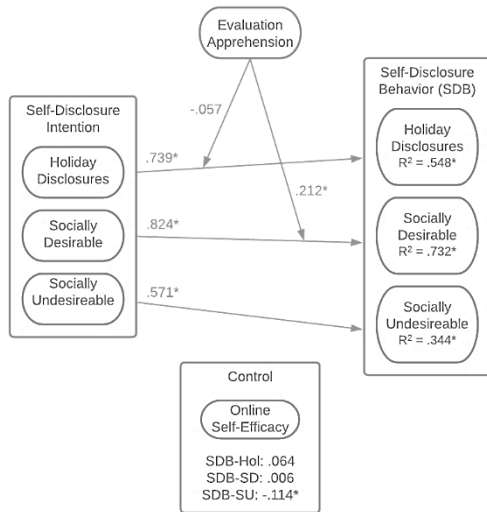 Evaluation
Apprehension
Self-Disclosure
Intention
Holiday
Disclosures
Socially
Desirable
Socially
Undesireable
-.057
.739*
.212*
.824*
.571*
Self-Disclosure
Behavior (SDB)
Holiday
Disclosures
R² = .548*
Socially
Desirable
R² = .732*
Socially
Undesirable
R² = .344*
Control
Online
Self-Efficacy
SDB-Hol: .064
SDB-SD: .006
SDB-SU: -.114*